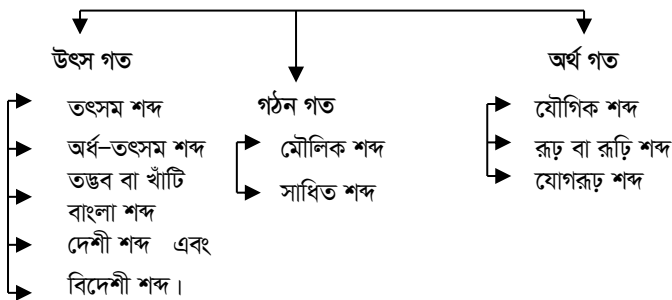 উৎস গত
তৎসম শব্দ
অর্ধ–তৎসম শব্দ
তদ্ভব বা খাঁটি
বাংলা শব্দ
দেশী শব্দ এবং
বিদেশী শব্দ।
গঠন গত
মৌলিক শব্দ
সাধিত শব্দ
অর্থ গত
যৌগিক শব্দ
রূঢ় বা রূঢ়ি শব্দ
যোগরূঢ় শব্দ